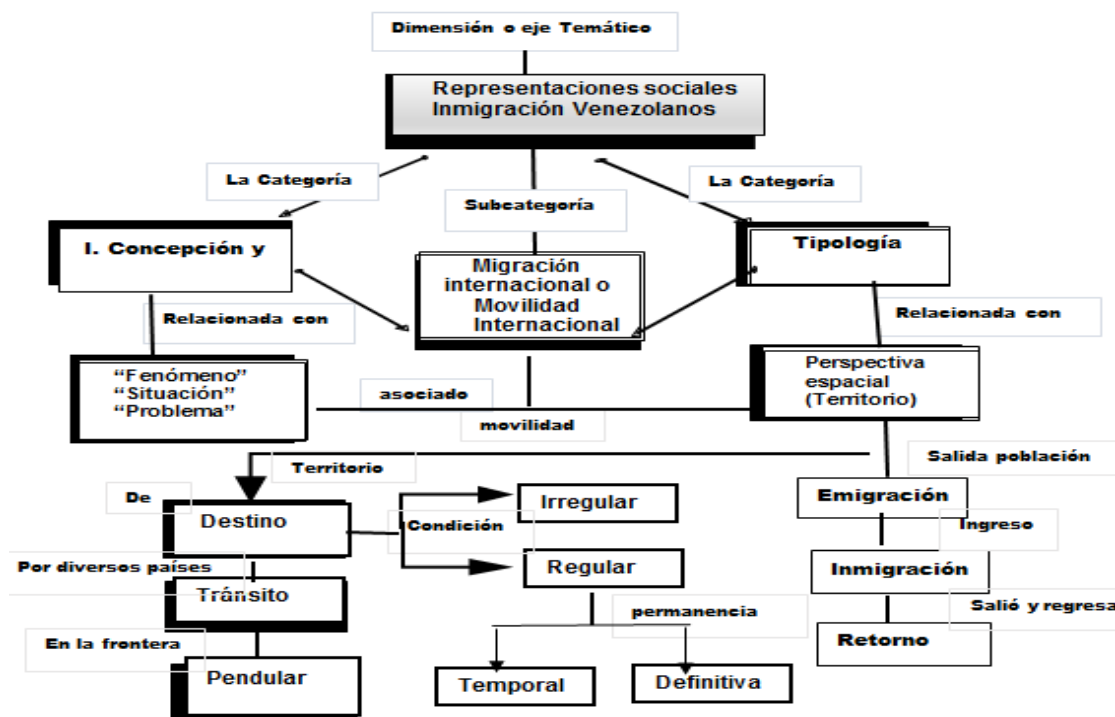 Dimensión o eje Temático
Representaciones sociales
Inmigración Venezolanos
La Categoría
Subcategoría
La Categoría
I. Concepción y
Migración
internacional o
Movilidad
Internacional
Tipología
Relacionada con
Relacionada con
“Fenómeno”
“Situación”
“Problema”
asociado
movilidad
Perspectiva
espacial
(Territorio)
Territorio
Salida población
De
Destino
Condición
Irregular
Emigración
Ingreso
Por diversos países
Tránsito
Regular
Inmigración
permanencia
Salió y regresa
En la frontera
Pendular
Temporal
Definitiva
Retorno